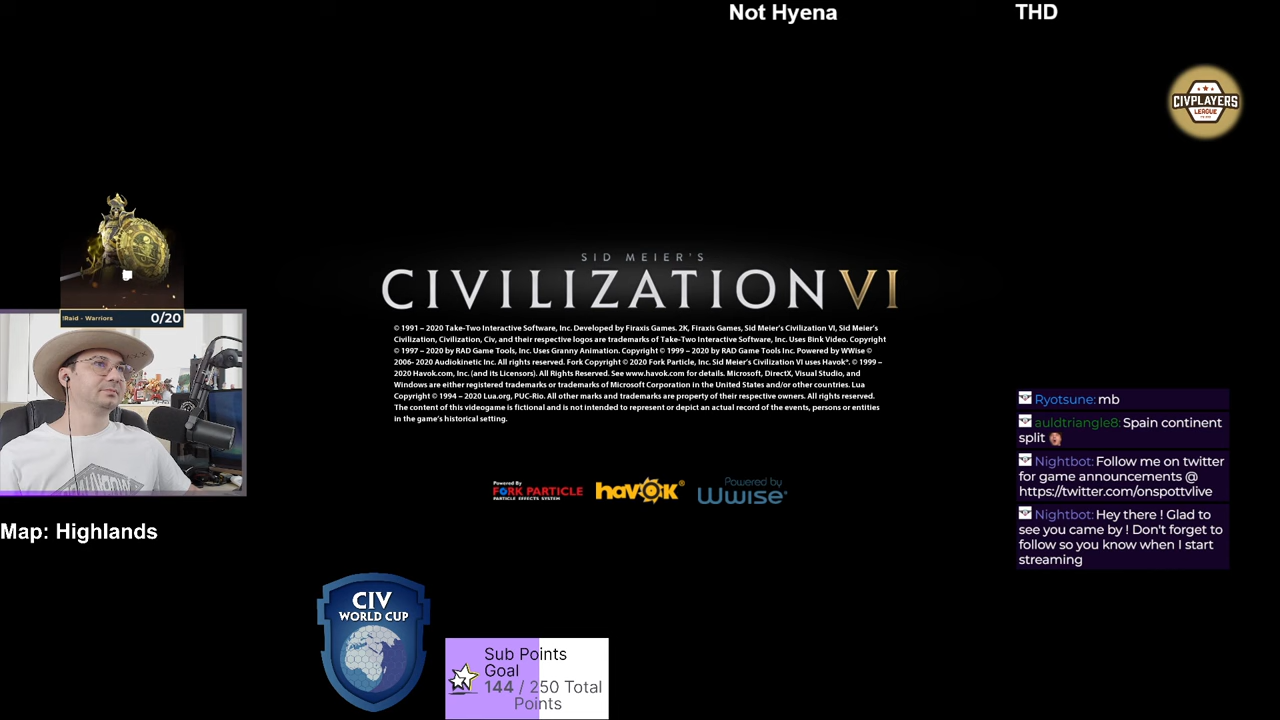 Not Hyena
THD
CIVPLAYERS
LEAGUE
SID MEIER'S
CIVILIZATION VI
© 1991 – 2020 Take-Two Interactive Software, Inc. Developed by Firaxis Games. 2K, Firaxis Games, Sid Meier's Civilization VI, Sid Meier's
Civilization, Civilization, Civ, and their respective logos are trademarks of Take-Two Interactive Software, Inc. Uses Bink Video. Copyright
© 1997 – 2020 by RAD Game Tools, Inc. Uses Granny Animation. Copyright © 1999 – 2020 by RAD Game Tools Inc. Powered by WWise ©
2006- 2020 Audiokinetic Inc. All rights reserved. Fork Copyright © 2020 Fork Particle, Inc. Sid Meier's Civilization VI uses Havok®. © 1999 –
2020 Havok.com, Inc. (and its Licensors). All Rights Reserved. See www.havok.com for details. Microsoft, DirectX, Visual Studio, and
Windows are either registered trademarks or trademarks of Microsoft Corporation in the United States and/or other countries. Lua
Copyright © 1994 – 2020 Lua.org, PUC-Rio. All other marks and trademarks are property of their respective owners. All rights reserved.
The content of this videogame is fictional and is not intended to represent or depict an actual record of the events, persons or entities
in the game's historical setting.
!Raid - Warriors 0/20
Powered By
FORK PARTICLE
PARTICLE EFFECTS SYSTEM
havok®
Powered by
Wwise®
Ryotsune: mb
auldtriangle8: Spain continent
split
Nightbot: Follow me on twitter
for game announcements @
https://twitter.com/onspottvlive
Nightbot: Hey there ! Glad to
see you came by ! Don't forget to
follow so you know when I start
streaming
Map: Highlands
CIV
WORLD CUP
Sub Points
Goal
144 / 250 Total
Points